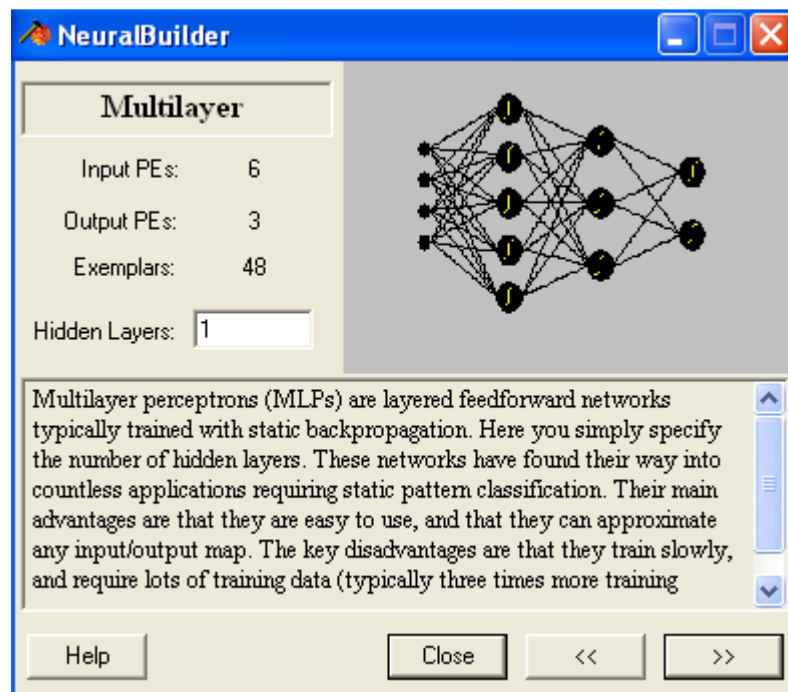 NeuralBuilder
Multilayer
Input PEs: 6
Output PEs: 3
Exemplars: 48
Hidden Layers: 1
Multilayer perceptrons (MLPs) are layered feedforward networks
typically trained with static backpropagation. Here you simply specify
the number of hidden layers. These networks have found their way into
countless applications requiring static pattern classification. Their main
advantages are that they are easy to use, and that they can approximate
any input/output map. The key disadvantages are that they train slowly,
and require lots of training data (typically three times more training
Help Close << >>